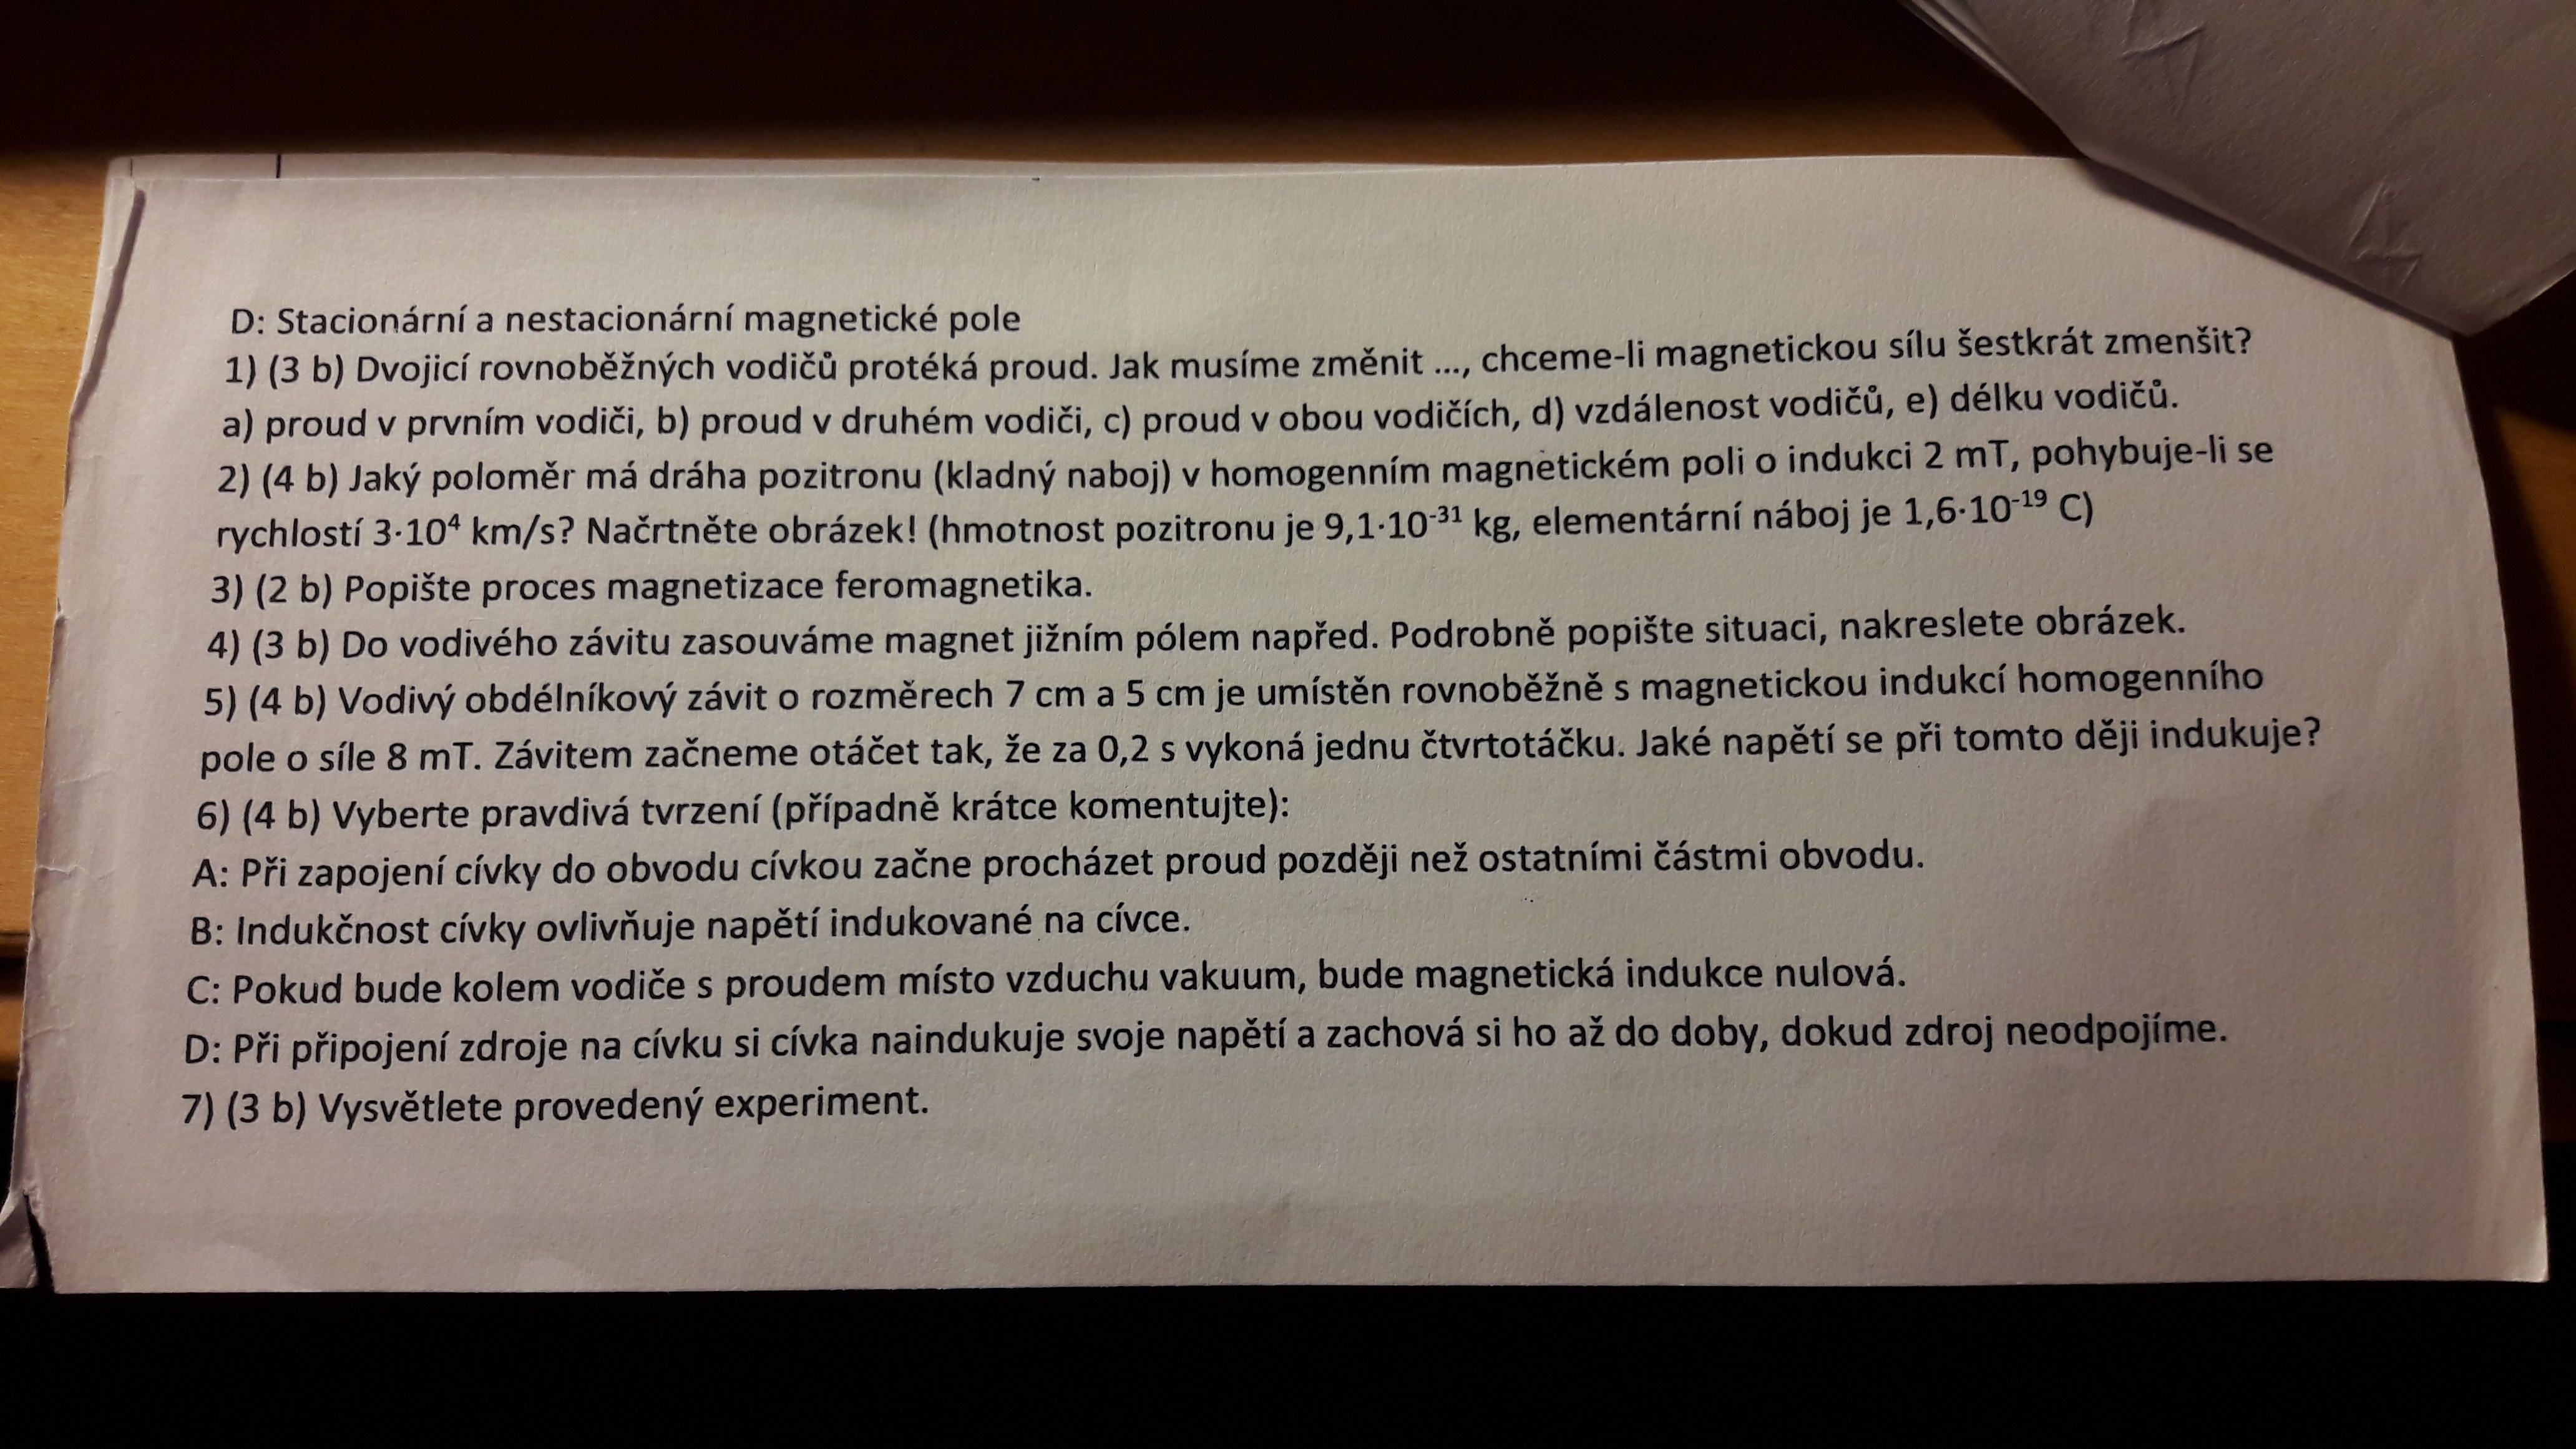 D: Stacionární a nestacionární magnetické pole
1) (3 b) Dvojicí rovnoběžných vodičů protéká proud. Jak musíme změnit ..., chceme-li magnetickou sílu šestkrát zmenšit?
a) proud v prvním vodiči, b) proud v druhém vodiči, c) proud v obou vodičích, d) vzdálenost vodičů, e) délku vodičů.
2) (4 b) Jaký poloměr má dráha pozitronu (kladný naboj) v homogenním magnetickém poli o indukci 2 mT, pohybuje-li se
rychlostí 3·10⁴ km/s? Načrtněte obrázek! (hmotnost pozitronu je 9,1·10⁻³¹ kg, elementární náboj je 1,6·10⁻¹⁹ C)
3) (2 b) Popište proces magnetizace feromagnetika.
4) (3 b) Do vodivého závitu zasouváme magnet jižním pólem napřed. Podrobně popište situaci, nakreslete obrázek.
5) (4 b) Vodivý obdélníkový závit o rozměrech 7 cm a 5 cm je umístěn rovnoběžně s magnetickou indukcí homogenního
pole o síle 8 mT. Závitem začneme otáčet tak, že za 0,2 s vykoná jednu čtvrtotáčku. Jaké napětí se při tomto ději indukuje?
6) (4 b) Vyberte pravdivá tvrzení (případně krátce komentujte):
A: Při zapojení cívky do obvodu cívkou začne procházet proud později než ostatními částmi obvodu.
B: Indukčnost cívky ovlivňuje napětí indukované na cívce.
C: Pokud bude kolem vodiče s proudem místo vzduchu vakuum, bude magnetická indukce nulová.
D: Při připojení zdroje na cívku si cívka naindukuje svoje napětí a zachová si ho až do doby, dokud zdroj neodpojíme.
7) (3 b) Vysvětlete provedený experiment.